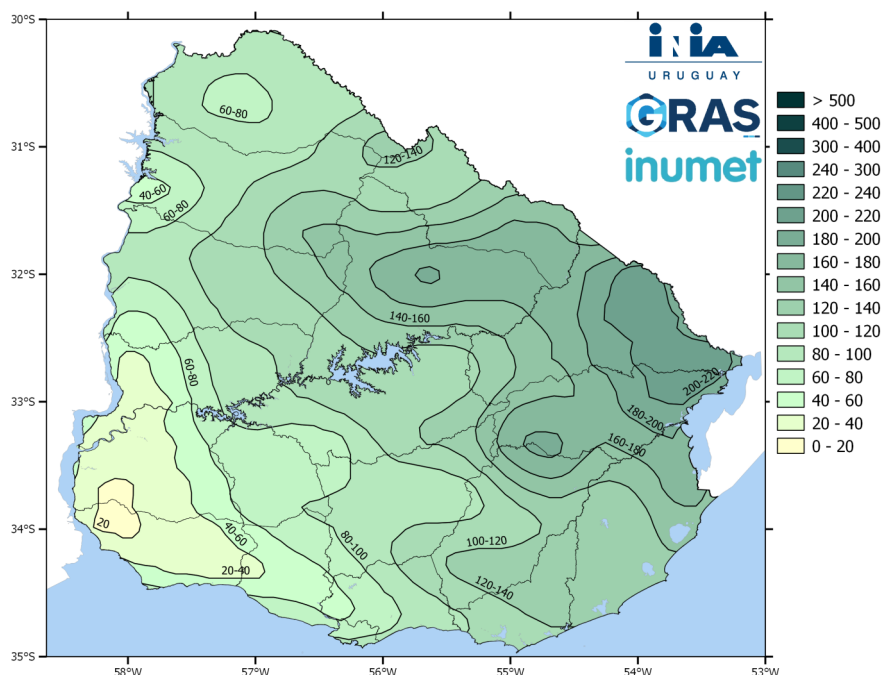 30°S
31°S
32°S
33°S
34°S
35°S
58°W
57°W
56°W
55°W
54°W
53°W
INIA
URUGUAY
GRAS
inumet
> 500
400 - 500
300 - 400
240 - 300
220 - 240
200 - 220
180 - 200
160 - 180
140 - 160
120 - 140
100 - 120
80 - 100
60 - 80
40 - 60
20 - 40
0 - 20
60-80
120-140
40-60
60-80
140-160
60-80
200-220
180-200
160-180
20
40-60
80-100
100-120
20-40
120-140